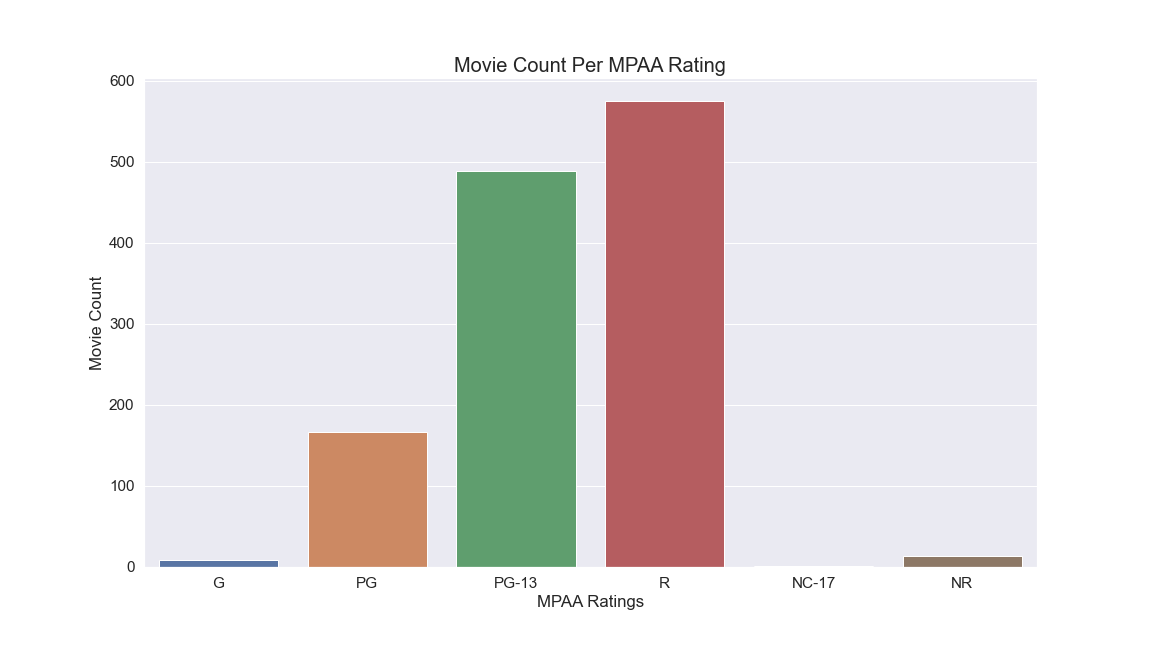 Movie Count Per MPAA Rating
600
500
400
300
200
100
0
Movie Count
G PG PG-13 R NC-17 NR
MPAA Ratings